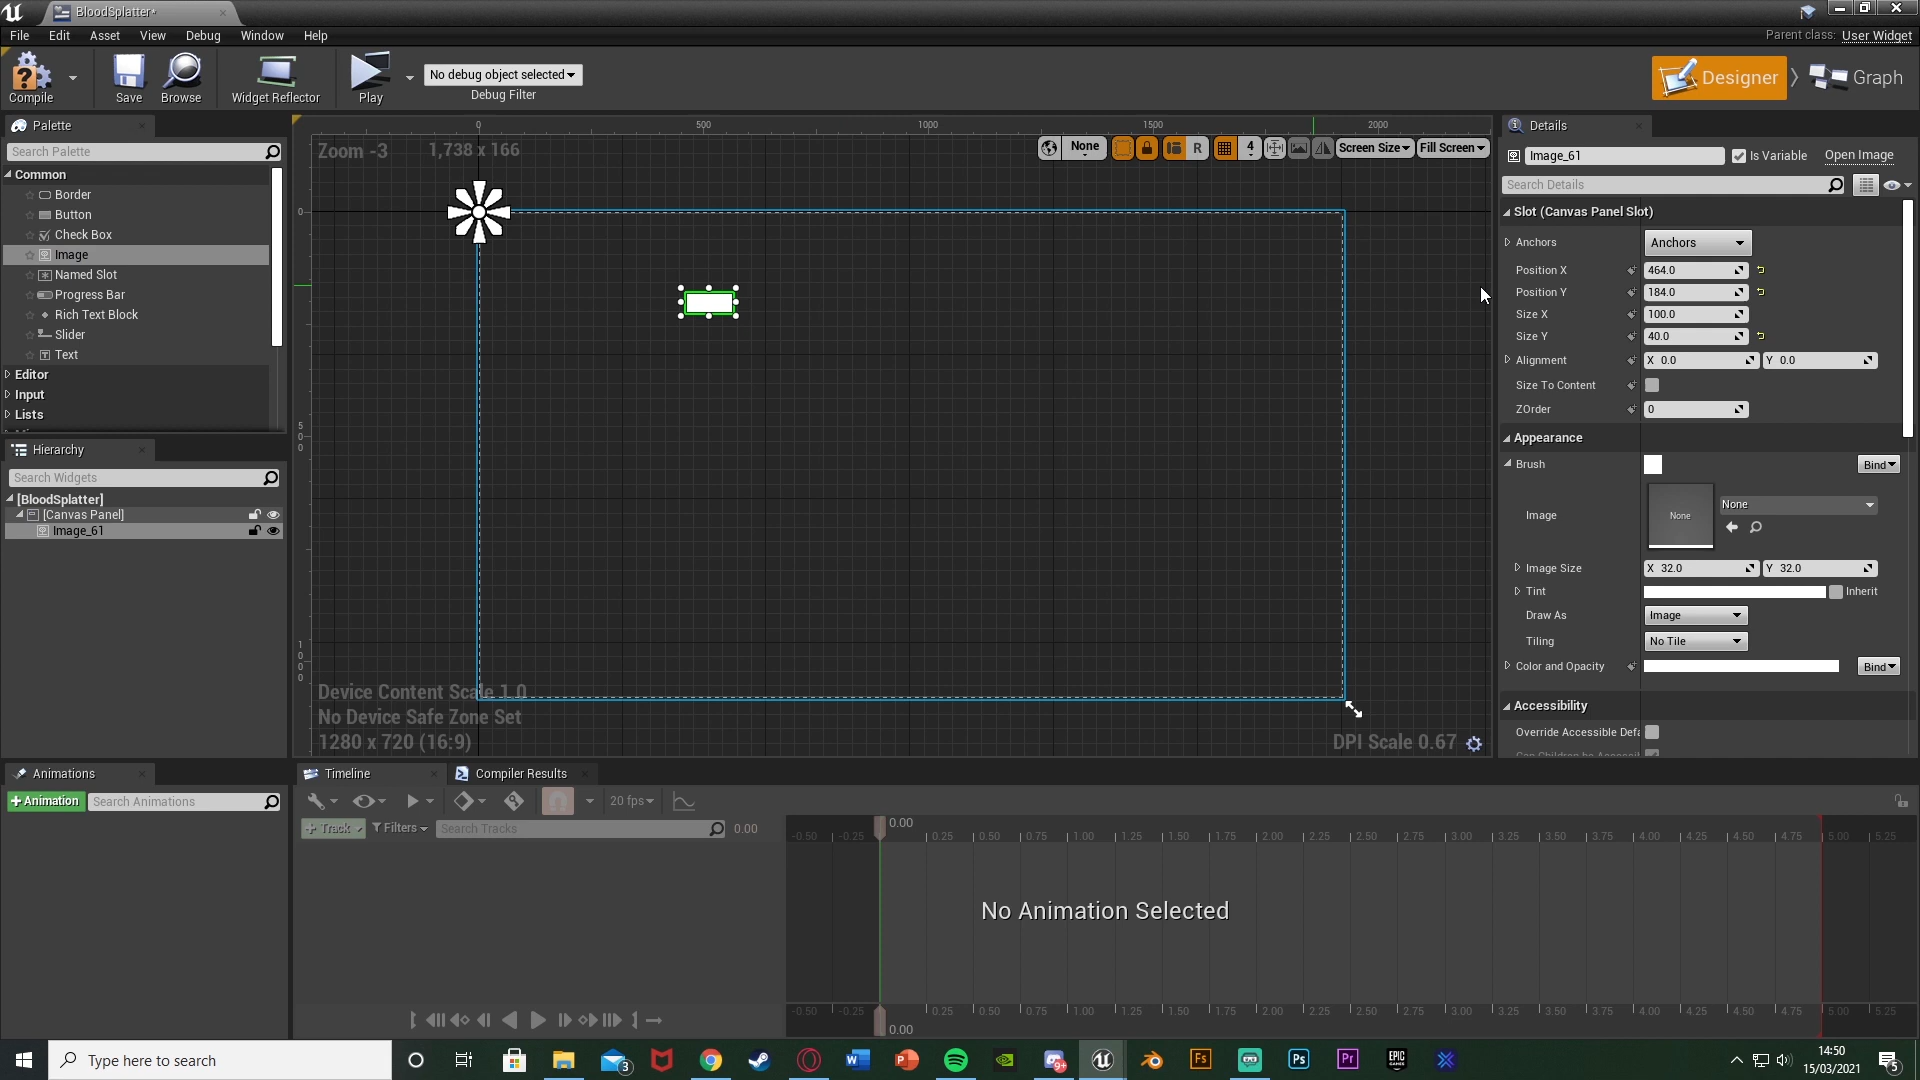 BloodSplatter*
File Edit Asset View Debug Window Help
Parent class: User Widget
Compile Save Browse Widget Reflector Play
No debug object selected
Debug Filter
Designer Graph
Palette
Search Palette
Common
Border
Button
Check Box
Image
Named Slot
Progress Bar
Rich Text Block
Slider
Text
Editor
Input
Lists
Hierarchy
Search Widgets
[BloodSplatter]
[Canvas Panel]
Image_61
0 500 1000 1500 2000
Zoom -3 1,738 x 166
None R 4 Screen Size Fill Screen
0
500
1000
Device Content Scale 1.0
No Device Safe Zone Set
1280 x 720 (16:9)
DPI Scale 0.67
Details
Image_61 Is Variable Open Image
Search Details
Slot (Canvas Panel Slot)
Anchors Anchors
Position X 464.0
Position Y 184.0
Size X 100.0
Size Y 40.0
Alignment X 0.0 Y 0.0
Size To Content
ZOrder 0
Appearance
Brush Bind
Image None None
Image Size X 32.0 Y 32.0
Tint Inherit
Draw As Image
Tiling No Tile
Color and Opacity Bind
Accessibility
Override Accessible Defa
Animations
+Animation Search Animations
Timeline Compiler Results
20 fps
+ Track Filters Search Tracks 0.00
0.00
-0.50 -0.25 0.25 0.50 0.75 1.00 1.25 1.50 1.75 2.00 2.25 2.50 2.75 3.00 3.25 3.50 3.75 4.00 4.25 4.50 4.75 5.00 5.25
No Animation Selected
-0.50 -0.25 0.25 0.50 0.75 1.00 1.25 1.50 1.75 2.00 2.25 2.50 2.75 3.00 3.25 3.50 3.75 4.00 4.25 4.50 4.75 5.00 5.25
0.00
Type here to search
3
9+
Fs
Ps
Pr
EPIC GAMES
14:50
15/03/2021
5